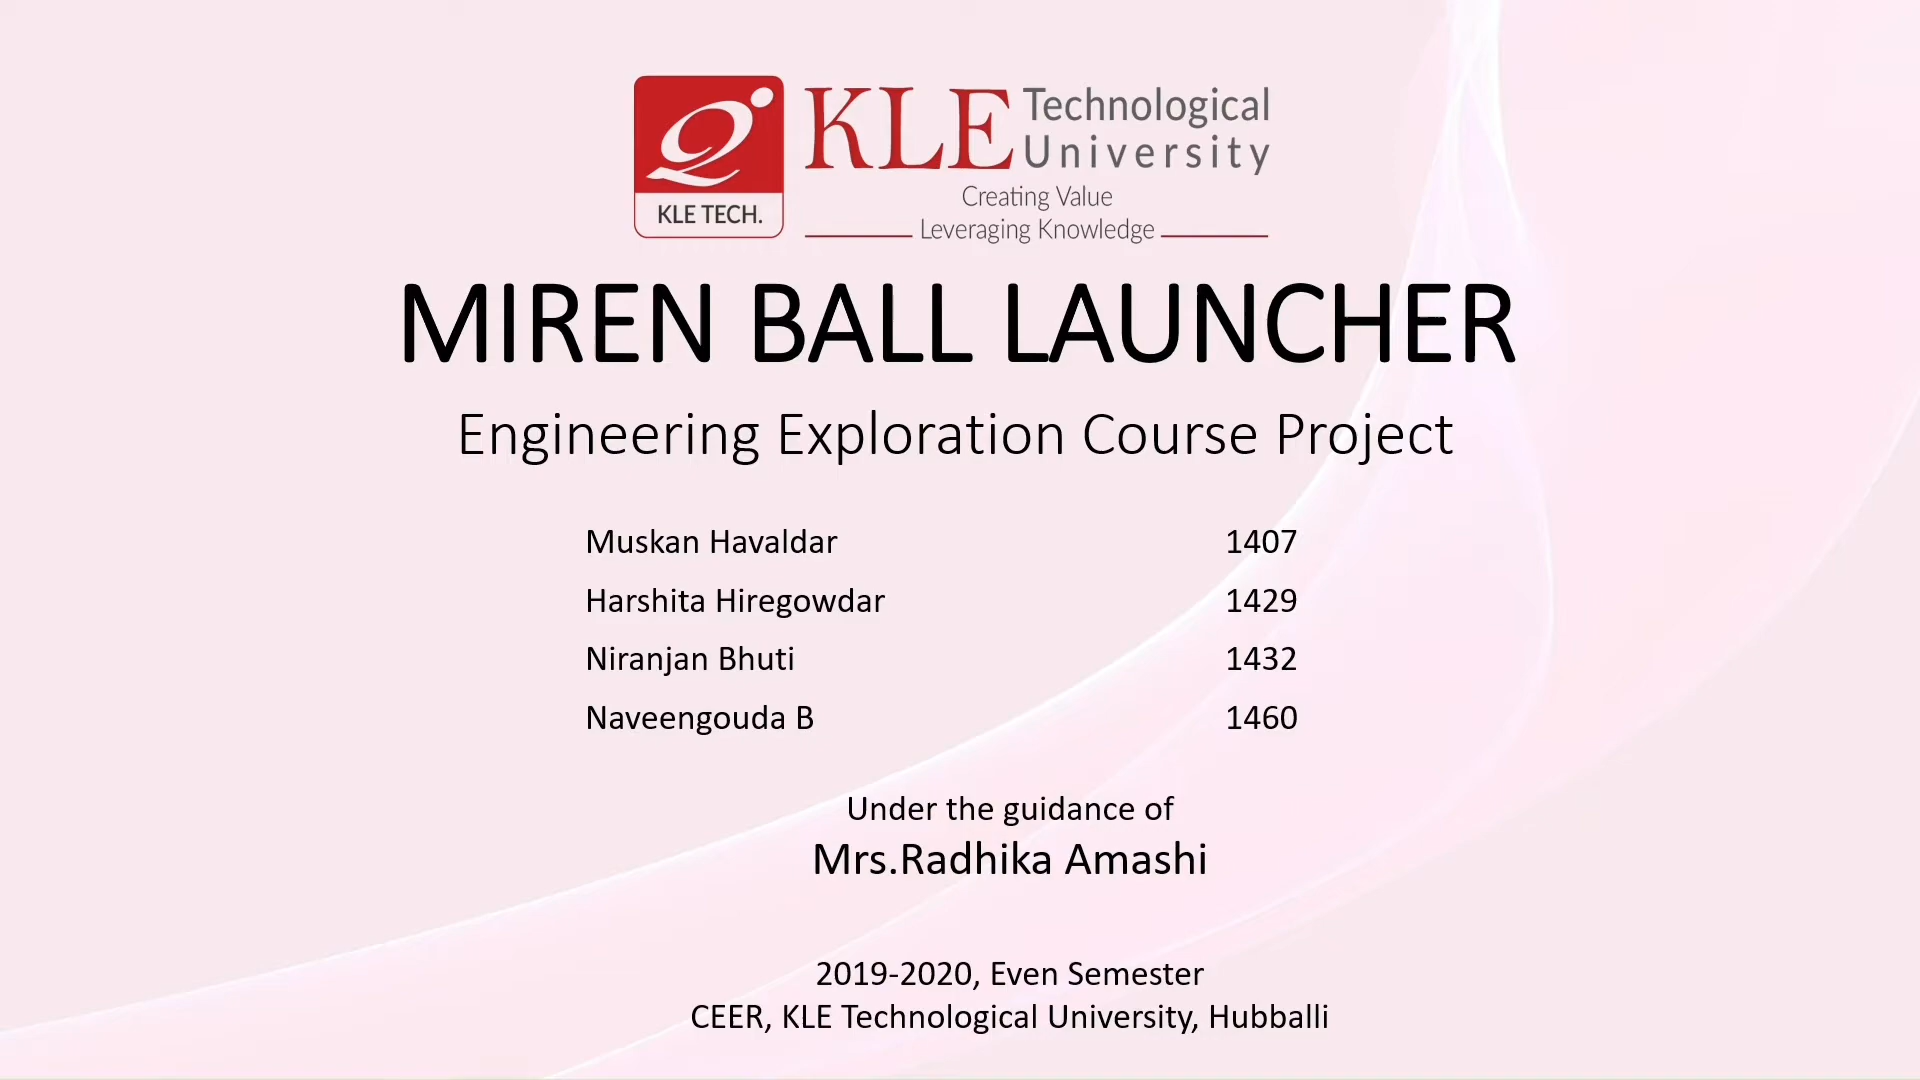 KLE TECH.
KLE Technological University
Creating Value
Leveraging Knowledge
MIREN BALL LAUNCHER
Engineering Exploration Course Project
Muskan Havaldar 1407
Harshita Hiregowdar 1429
Niranjan Bhuti 1432
Naveengouda B 1460
Under the guidance of
Mrs.Radhika Amashi
2019-2020, Even Semester
CEER, KLE Technological University, Hubballi